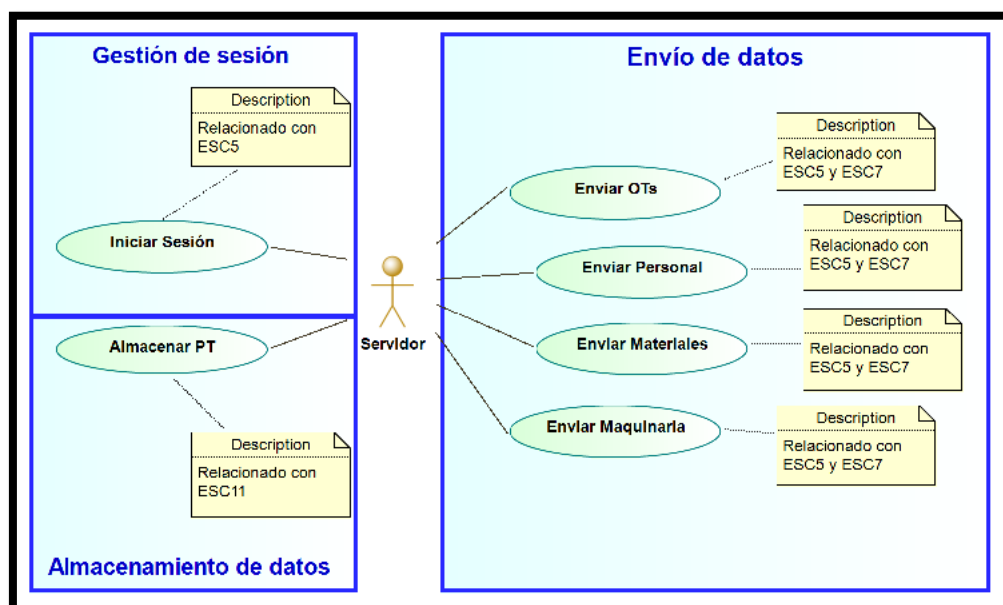 Gestión de sesión
Description
Relacionado con
ESC5
Iniciar Sesión
Almacenar PT
Description
Relacionado con
ESC11
Almacenamiento de datos
Servidor
Envío de datos
Enviar OTs
Description
Relacionado con
ESC5 y ESC7
Enviar Personal
Description
Relacionado con
ESC5 y ESC7
Enviar Materiales
Description
Relacionado con
ESC5 y ESC7
Enviar Maquinaria
Description
Relacionado con
ESC5 y ESC7